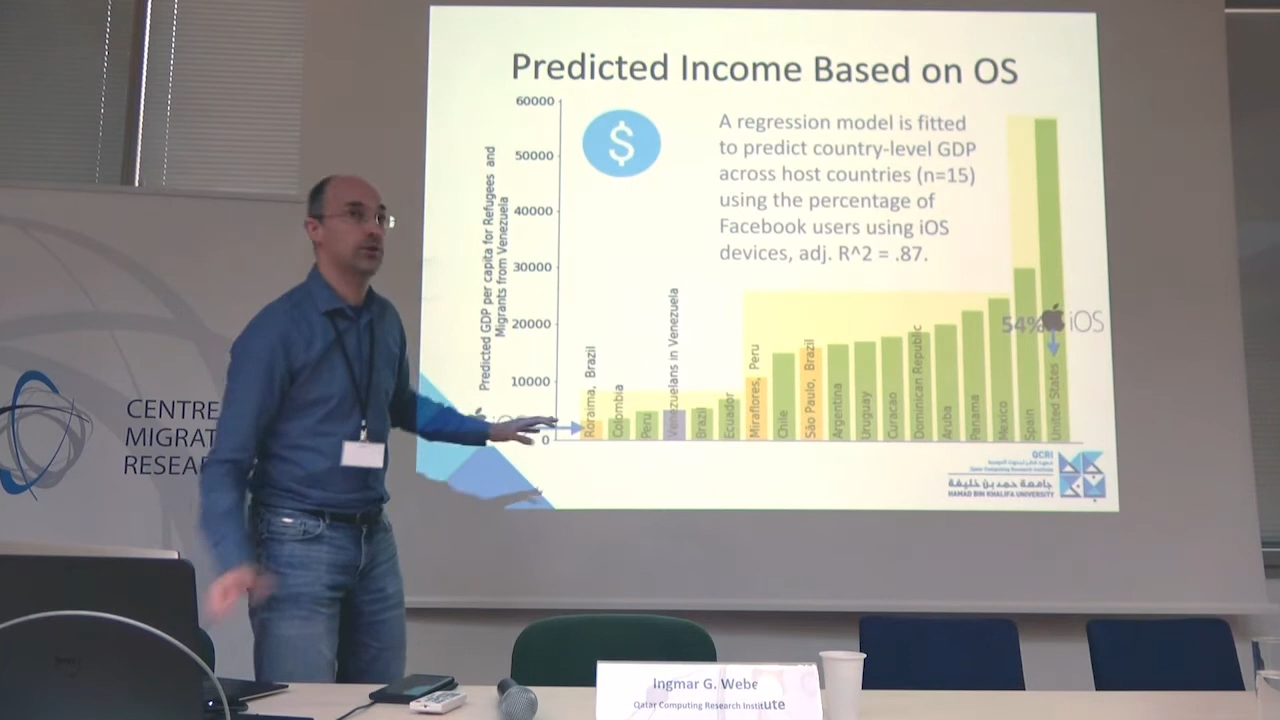 Predicted Income Based on OS
60000
50000
40000
30000
20000
10000
0
Predicted GDP per capita for Refugees and
Migrants from Venezuela
$
A regression model is fitted
to predict country-level GDP
across host countries (n=15)
using the percentage of
Facebook users using iOS
devices, adj. R^2 = .87.
Roraima, Brazil
Colombia
Peru
Venezuelans in Venezuela
Brazil
Ecuador
Miraflores, Peru
Chile
São Paulo, Brazil
Argentina
Uruguay
Curacao
Dominican Republic
Aruba
Panama
Mexico
Spain
United States
54%
iOS
QCRI
Qatar Computing Research Institute
جامعة حمد بن خليفة
HAMAD BIN KHALIFA UNIVERSITY
CENTRE
MIGRAT
RESEAR
Ingmar G. Webe
Qatar Computing Research Institute